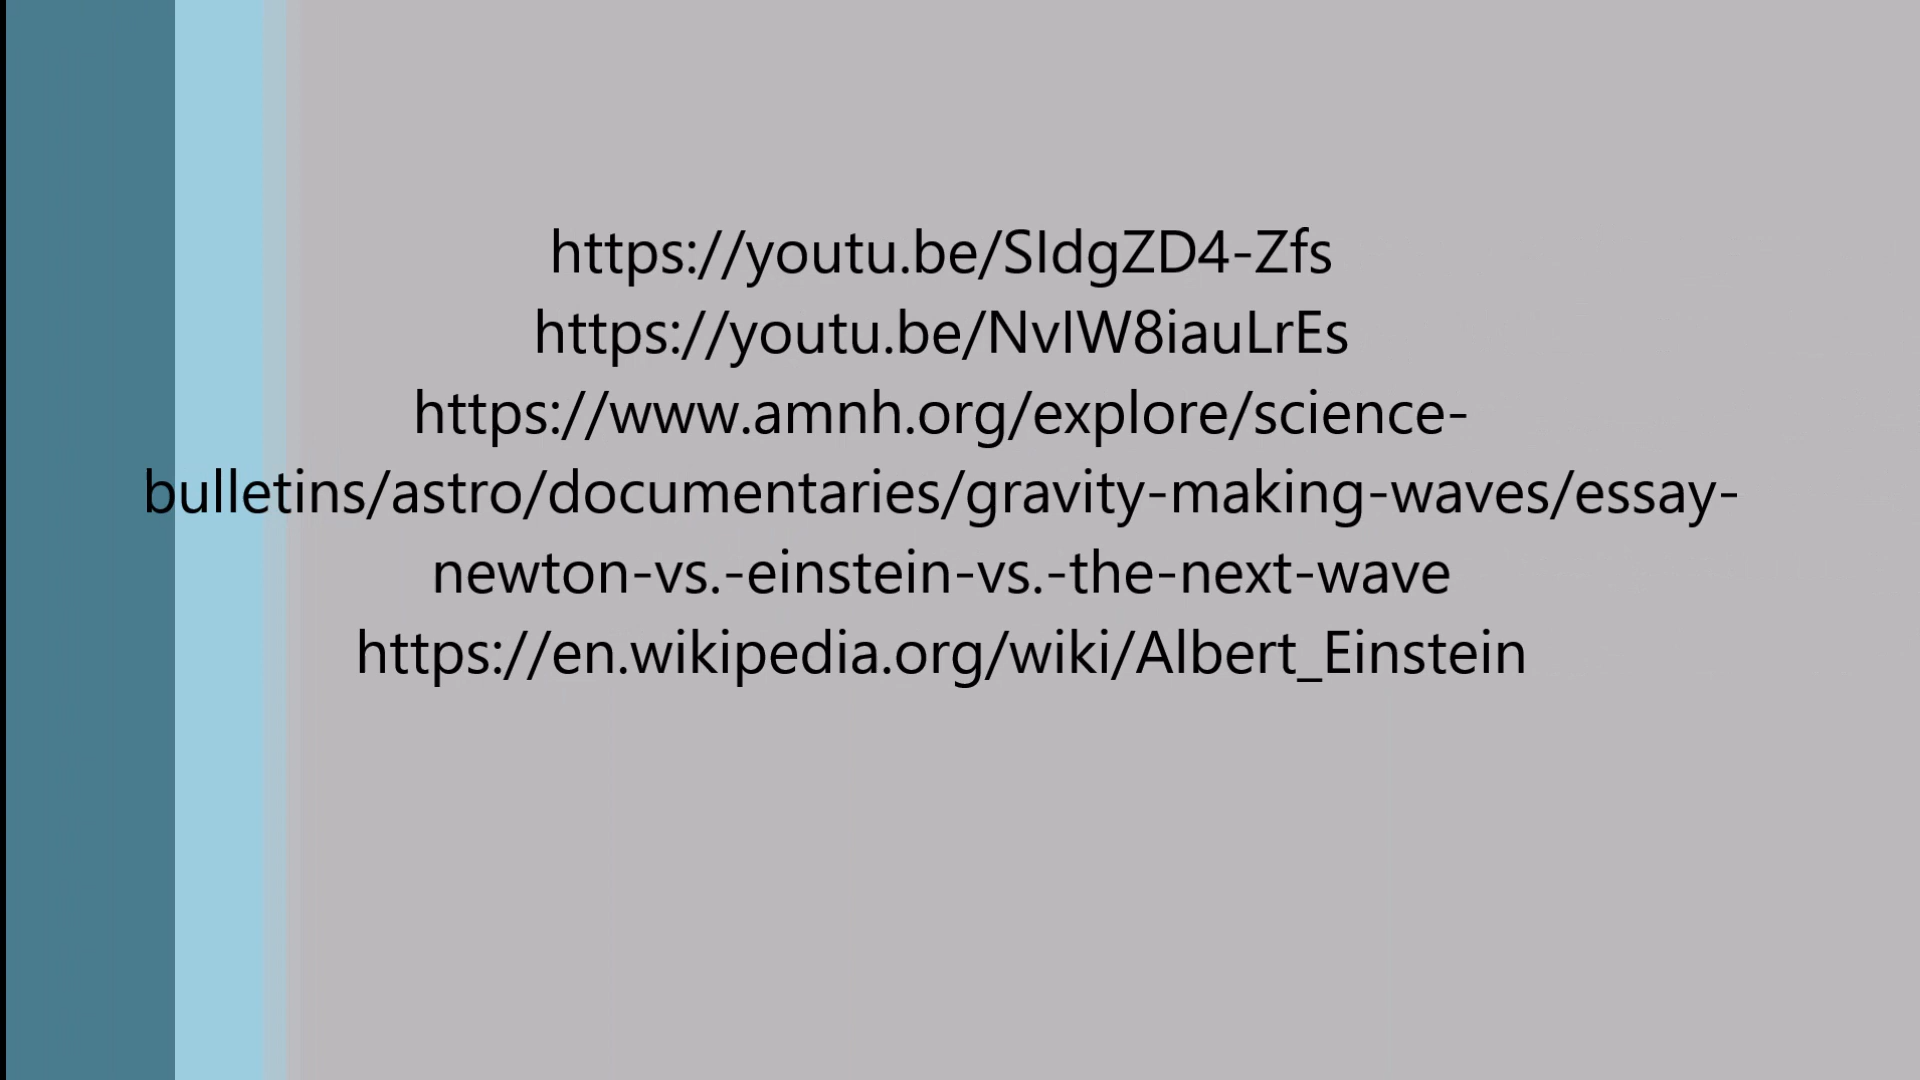 https://youtu.be/SIdgZD4-Zfs
https://youtu.be/NvIW8iauLrEs
https://www.amnh.org/explore/science-
bulletins/astro/documentaries/gravity-making-waves/essay-
newton-vs.-einstein-vs.-the-next-wave
https://en.wikipedia.org/wiki/Albert_Einstein